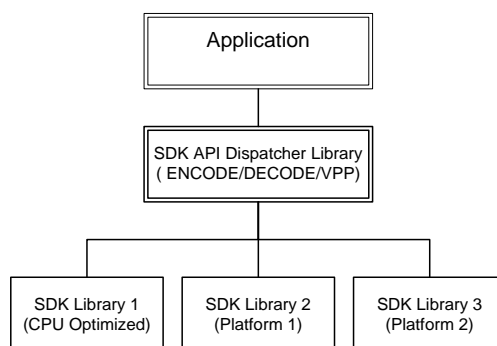 Application
SDK API Dispatcher Library
( ENCODE/DECODE/VPP)
SDK Library 1
(CPU Optimized)
SDK Library 2
(Platform 1)
SDK Library 3
(Platform 2)